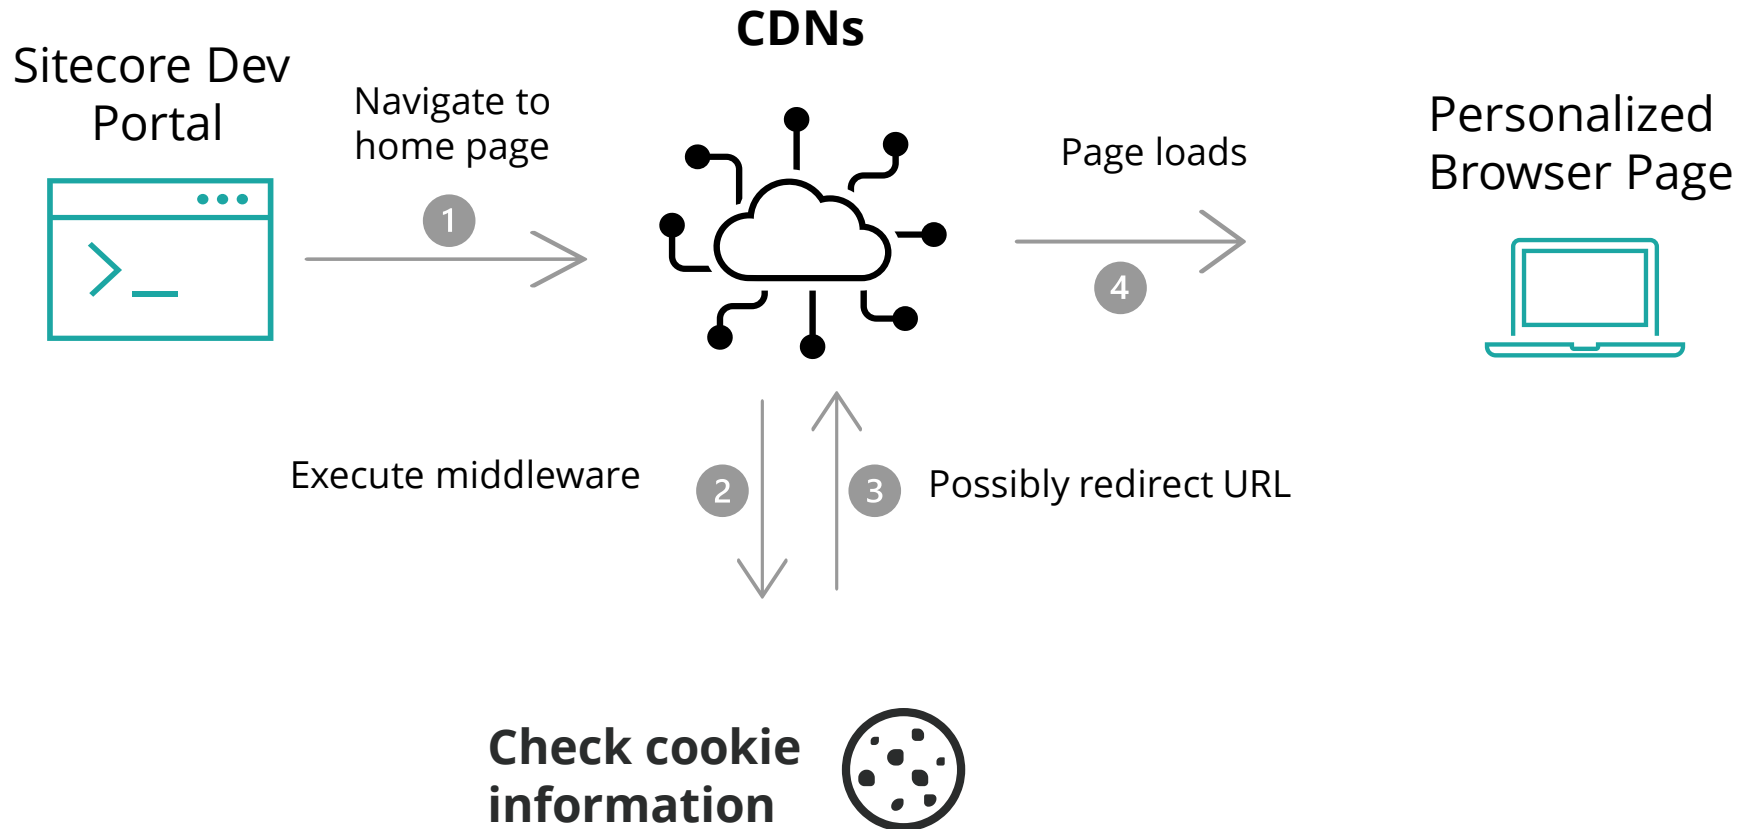 CDNs
Sitecore Dev
Portal
Navigate to
home page
1
Page loads
4
Personalized
Browser Page
Execute middleware
2
3
Possibly redirect URL
Check cookie
information